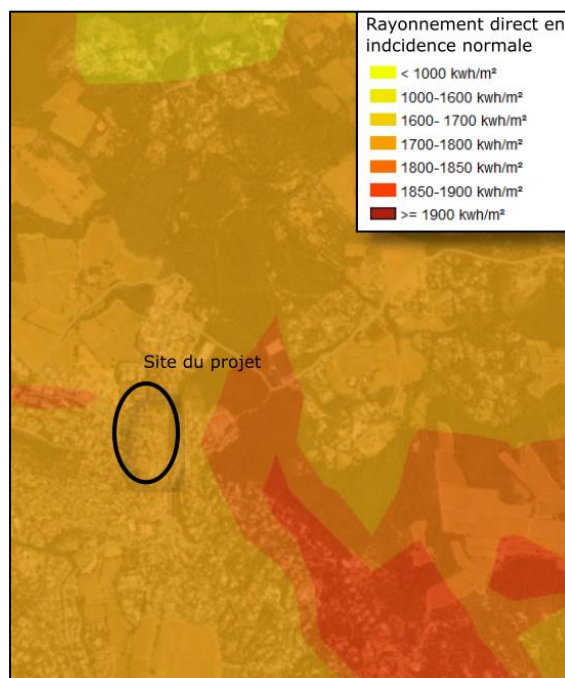 Rayonnement direct en
indcidence normale
< 1000 kwh/m²
1000-1600 kwh/m²
1600- 1700 kwh/m²
1700-1800 kwh/m²
1800-1850 kwh/m²
1850-1900 kwh/m²
>= 1900 kwh/m²
Site du projet